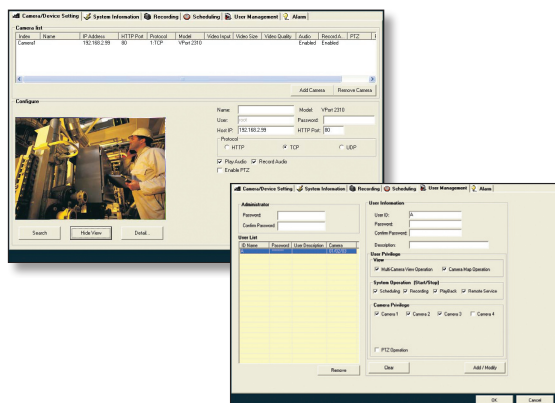 Camera/Device Setting System Information Recording Scheduling User Management Alarm
Camera list
Index Name IP Address HTTP Port Protocol Model Video Input Video Size Video Quality Audio Record A.. PTZ
Camera1 192.168.2.99 80 1:TCP VPort 2310 Enabled Enabled
Add Camera Remove Camera
Configure
Name: Model: VPort 2310
User: root Password:
Host IP: 192.168.2.99 HTTP Port: 80
Protocol
HTTP TCP UDP
Play Audio Record Audio
Enable PTZ
Search Hide View Detail...
Camera/Device Setting System Information Recording Scheduling User Management Alarm
Administrator
Password:
Confirm Password:
User List
ID Name Password User Description Camera
A
Remove
User Information
User ID: A
Password:
Confirm Password:
Description:
User Privilege
View
Multi-Camera View Operation Camera Map Operation
System Operation (Start/Stop)
Scheduling Recording PlayBack Remote Service
Camera Privilege
Camera 1 Camera 2 Camera 3 Camera 4
PTZ Operation
Clear Add / Modify
OK Cancel